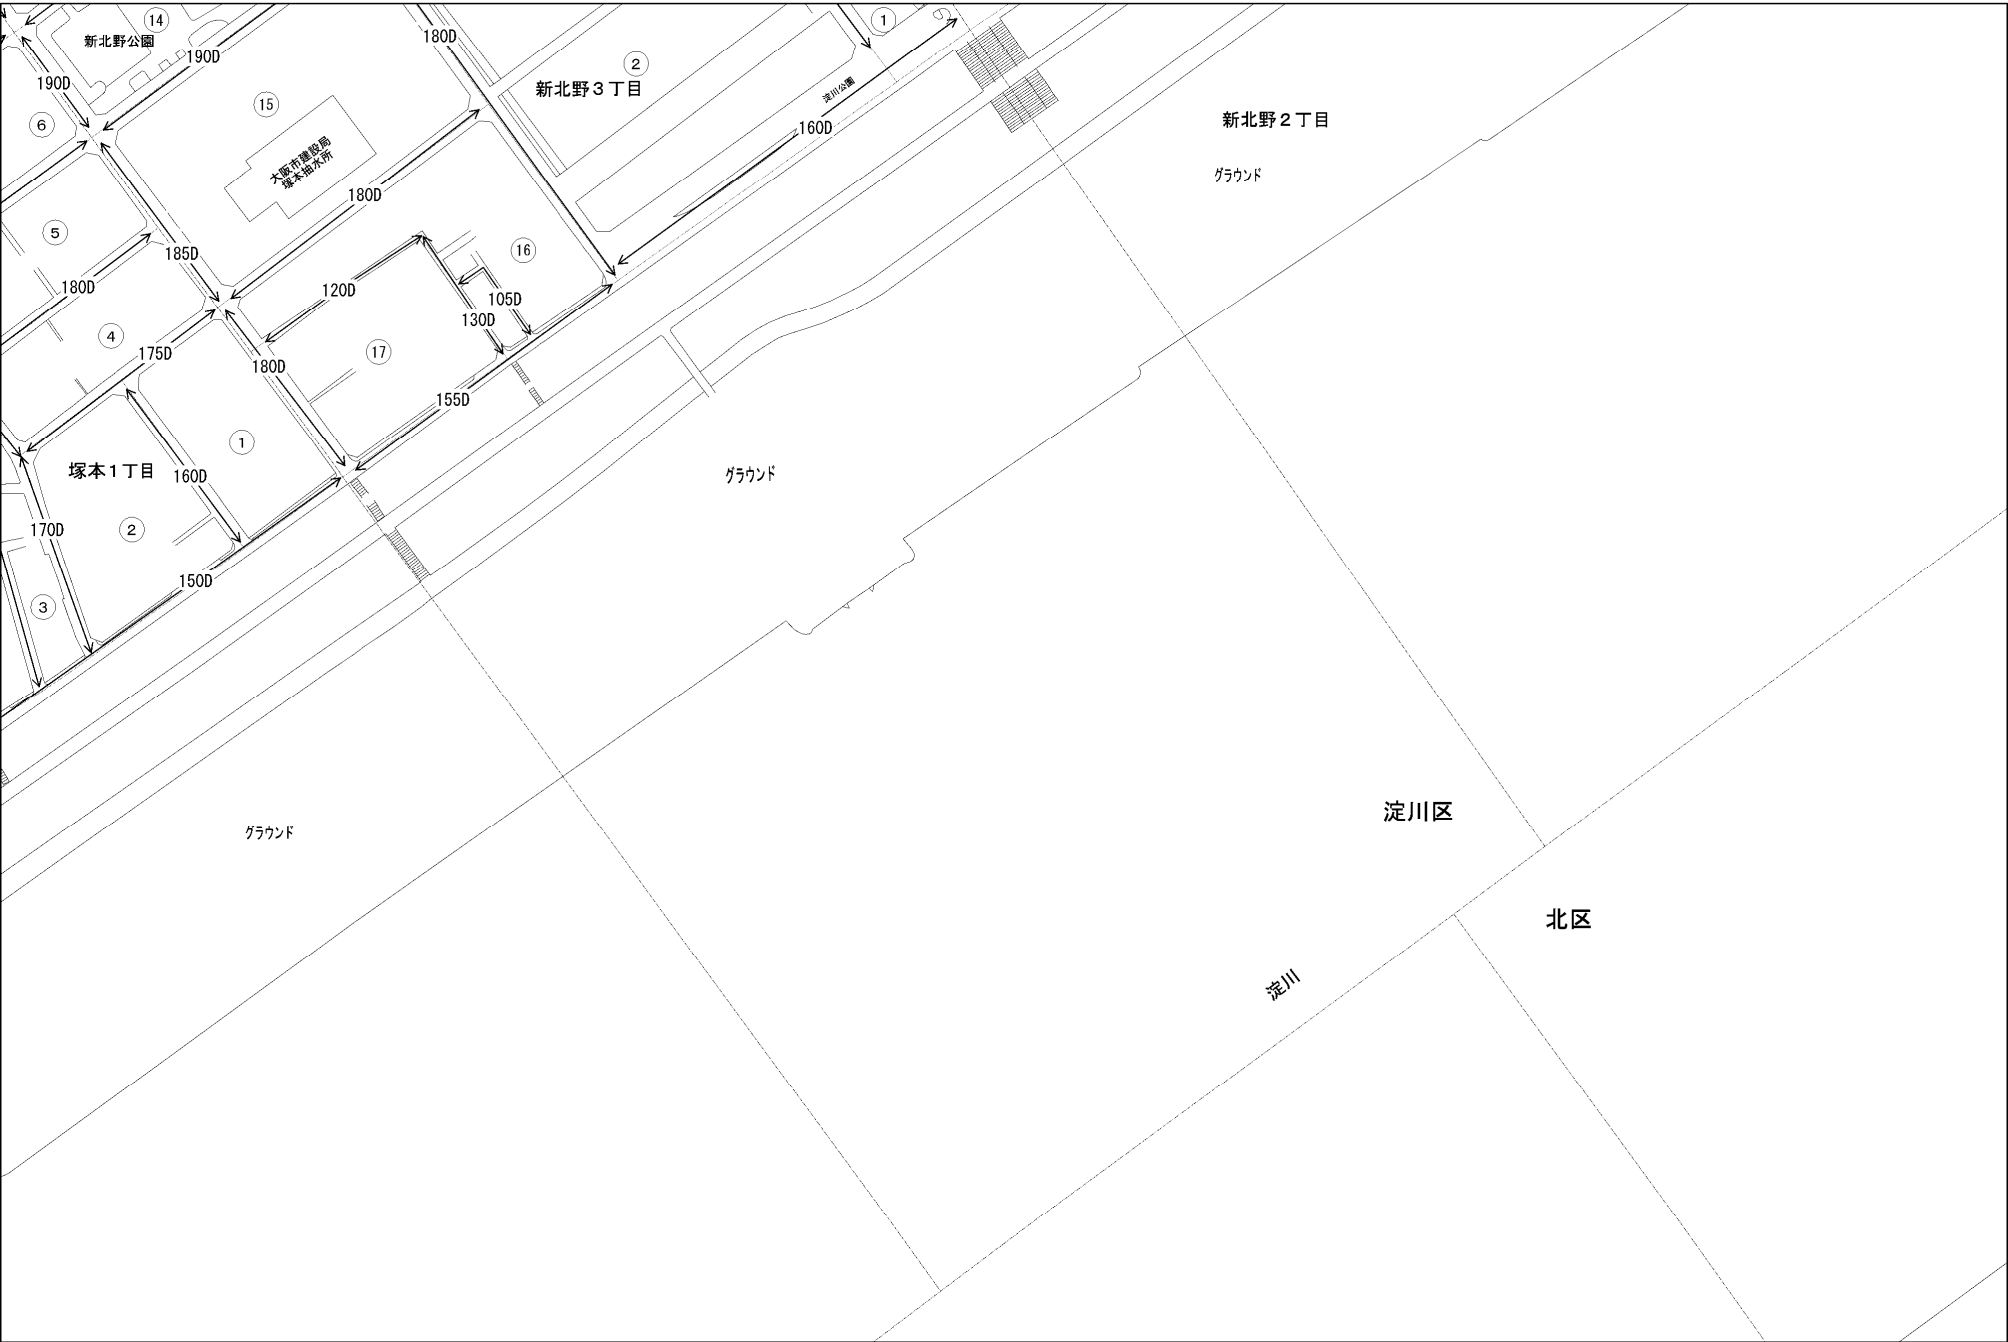 14
新北野公園
190D
180D
1
190D
2
新北野3丁目
淀川公園
15
6
160D
新北野2丁目
大阪市建設局
塚本抽水所
グラウンド
180D
5
185D
16
180D
120D
105D
130D
4
175D
17
180D
155D
1
塚本1丁目
160D
グラウンド
170D
2
150D
3
淀川区
グラウンド
北区
淀川